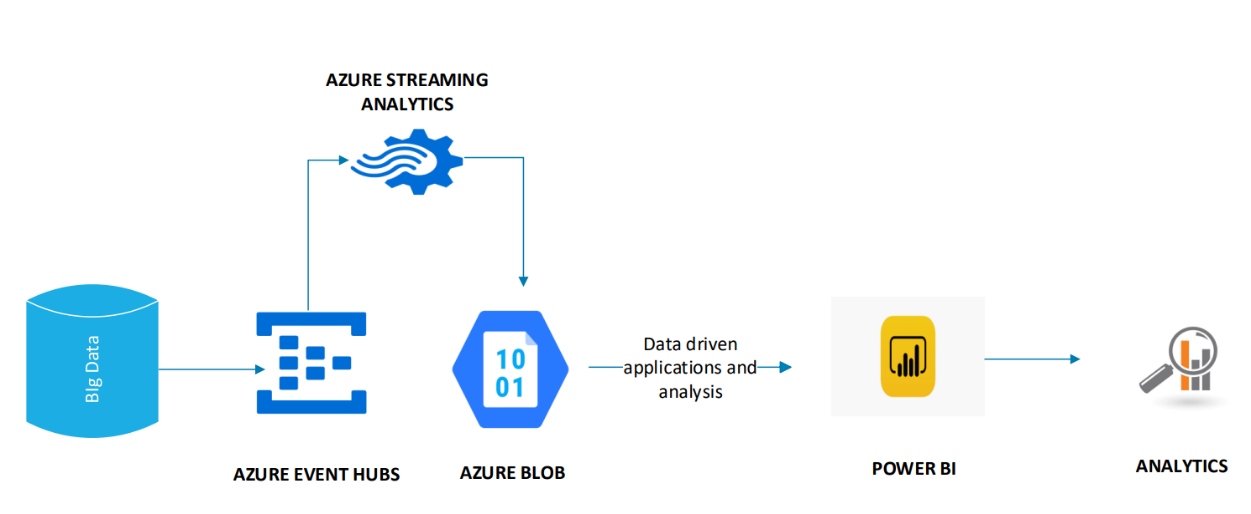 AZURE STREAMING
ANALYTICS
BIg Data
10
01
Data driven
applications and
analysis
AZURE EVENT HUBS
AZURE BLOB
POWER BI
ANALYTICS